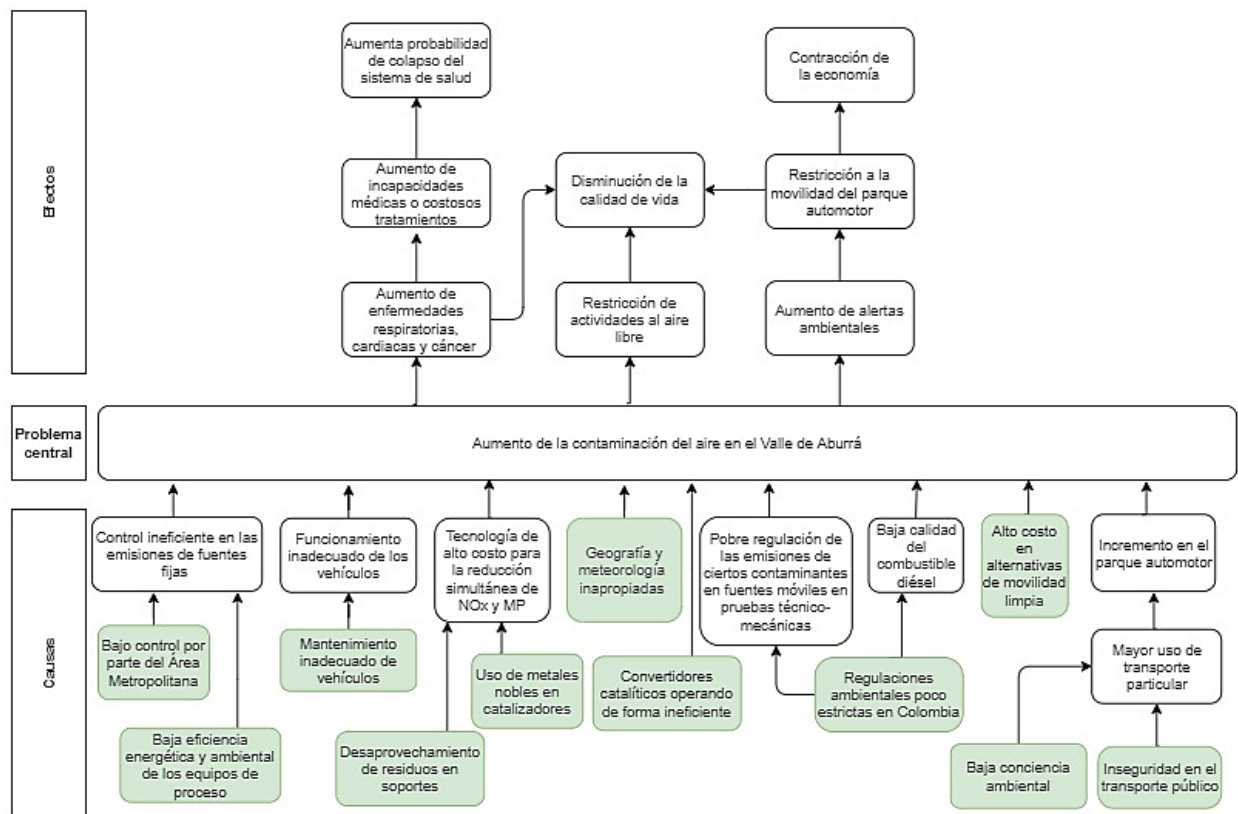 Efectos
Aumenta probabilidad
de colapso del
sistema de salud
Contracción de
la economía
Aumento de
incapacidades
médicas o costosos
tratamientos
Disminución de la
calidad de vida
Restricción a la
movilidad del parque
automotor
Aumento de
enfermedades
respiratorias,
cardiacas y cáncer
Restricción de
actividades al aire
libre
Aumento de alertas
ambientales
Problema
central
Aumento de la contaminación del aire en el Valle de Aburrá
Causas
Control ineficiente en las
emisiones de fuentes
fijas
Funcionamiento
inadecuado de los
vehículos
Tecnología de
alto costo para
la reducción
simultánea de
NOx y MP
Geografía y
meteorología
inapropiadas
Pobre regulación de
las emisiones de
ciertos contaminantes
en fuentes móviles en
pruebas técnico-
mecánicas
Baja calidad
del
combustible
diésel
Alto costo
en
alternativas
de movilidad
limpia
Incremento en el
parque automotor
Bajo control por
parte del Área
Metropolitana
Mantenimiento
inadecuado de
vehículos
Uso de metales
nobles en
catalizadores
Convertidores
catalíticos operando
de forma ineficiente
Regulaciones
ambientales poco
estrictas en Colombia
Mayor uso de
transporte
particular
Baja eficiencia
energética y ambiental
de los equipos de
proceso
Desaprovechamiento
de residuos en
soportes
Baja conciencia
ambiental
Inseguridad en el
transporte público